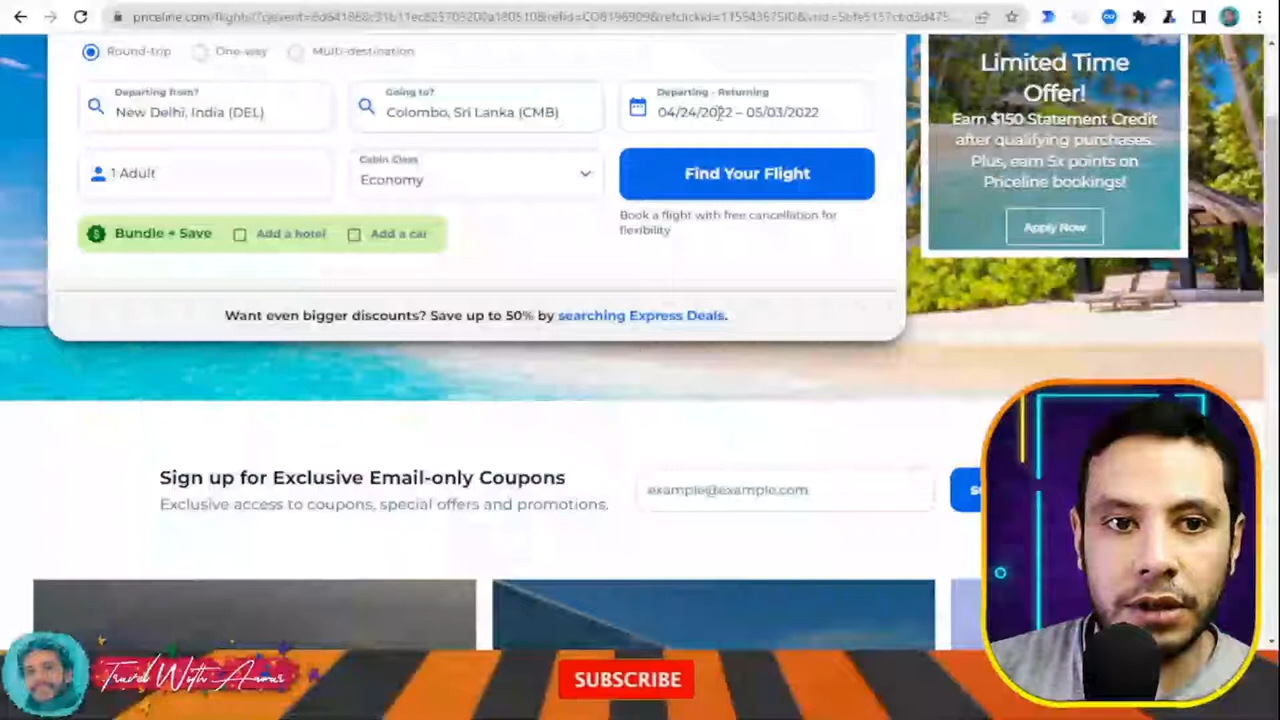 Round-trip One-way Multi-destination
Departing from?
New Delhi, India (DEL)
Going to?
Colombo, Sri Lanka (CMB)
Departing - Returning
04/24/2022 – 05/03/2022
1 Adult
Cabin Class
Economy
Find Your Flight
Book a flight with free cancellation for
flexibility
Bundle + Save Add a hotel Add a car
Want even bigger discounts? Save up to 50% by searching Express Deals.
Limited Time
Offer!
Earn $150 Statement Credit
after qualifying purchases.
Plus, earn 5x points on
Priceline bookings!
Apply Now
Sign up for Exclusive Email-only Coupons
Exclusive access to coupons, special offers and promotions.
example@example.com
Travel With Anour
SUBSCRIBE